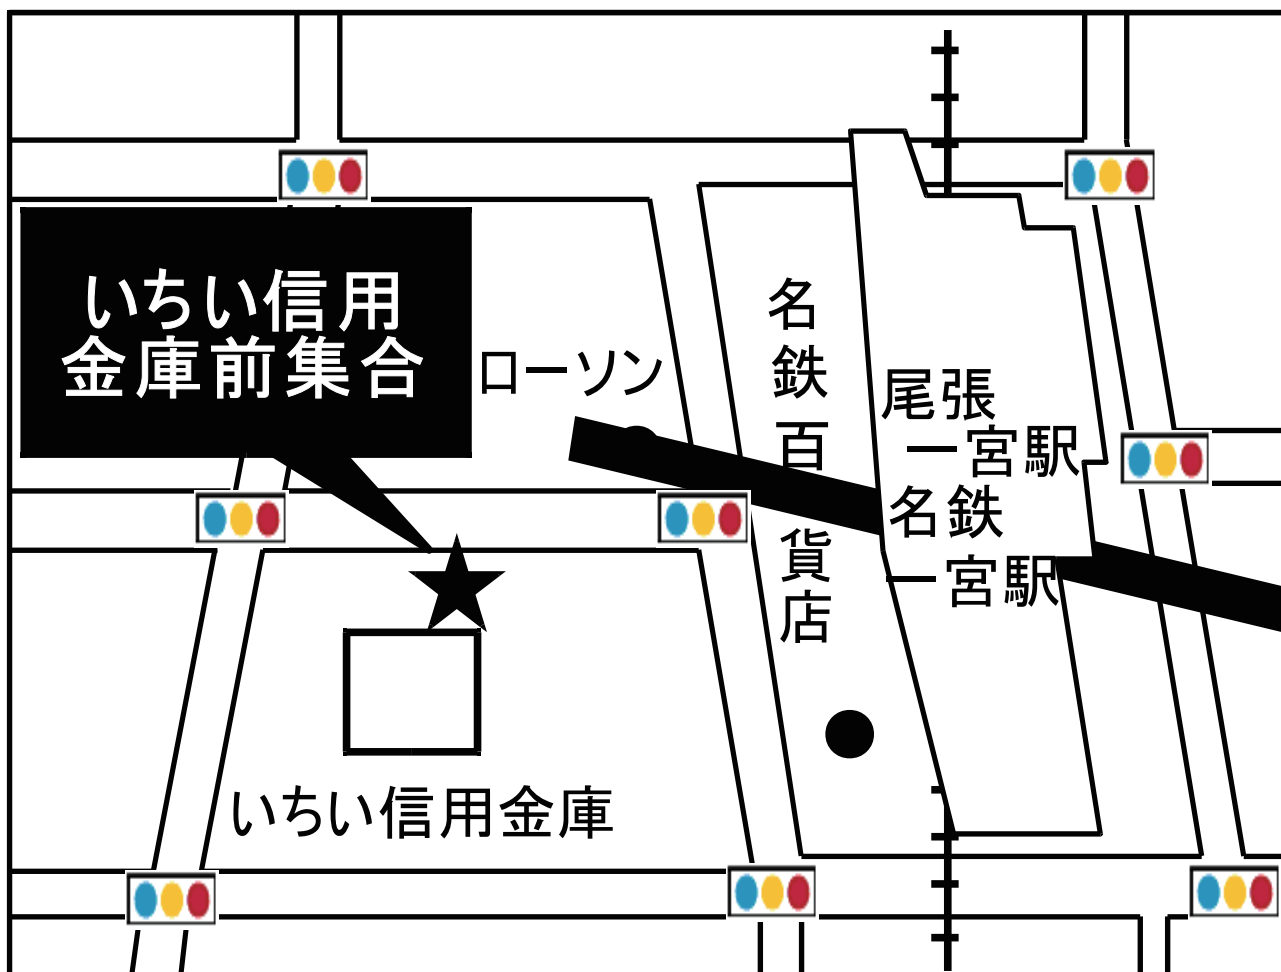 いちい信用
金庫前集合
ローソン
名鉄百貨店
尾張
一宮駅
名鉄
一宮駅
いちい信用金庫